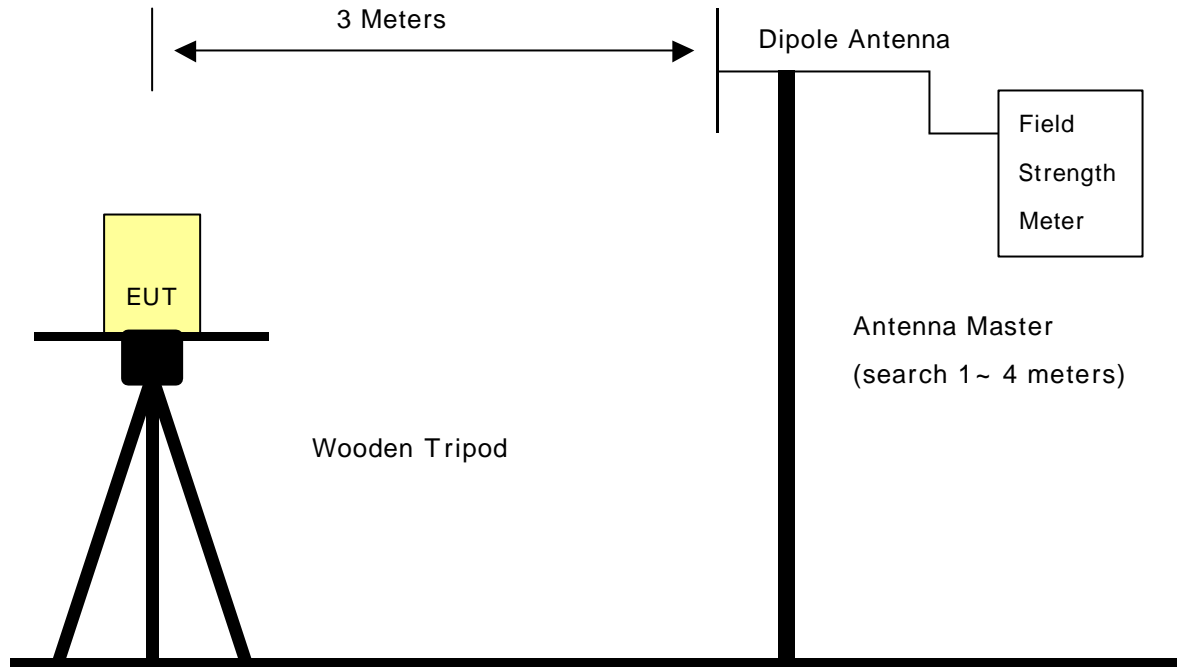 3 Meters
Dipole Antenna
Field
Strength
Meter
EUT
Antenna Master
(search 1~ 4 meters)
Wooden Tripod